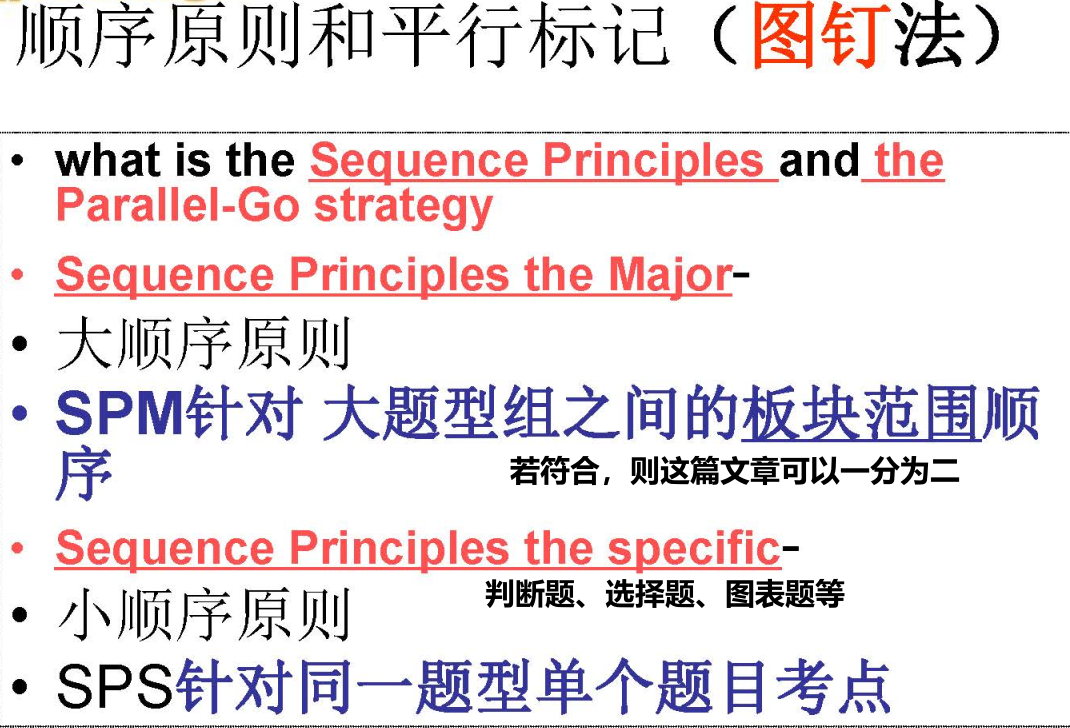 顺序原则和平行标记（图钉法）
• what is the Sequence Principles and the
Parallel-Go strategy
• Sequence Principles the Major-
• 大顺序原则
• SPM针对 大题型组之间的板块范围顺
序
若符合，则这篇文章可以一分为二
• Sequence Principles the specific-
判断题、选择题、图表题等
• 小顺序原则
• SPS针对同一题型单个题目考点